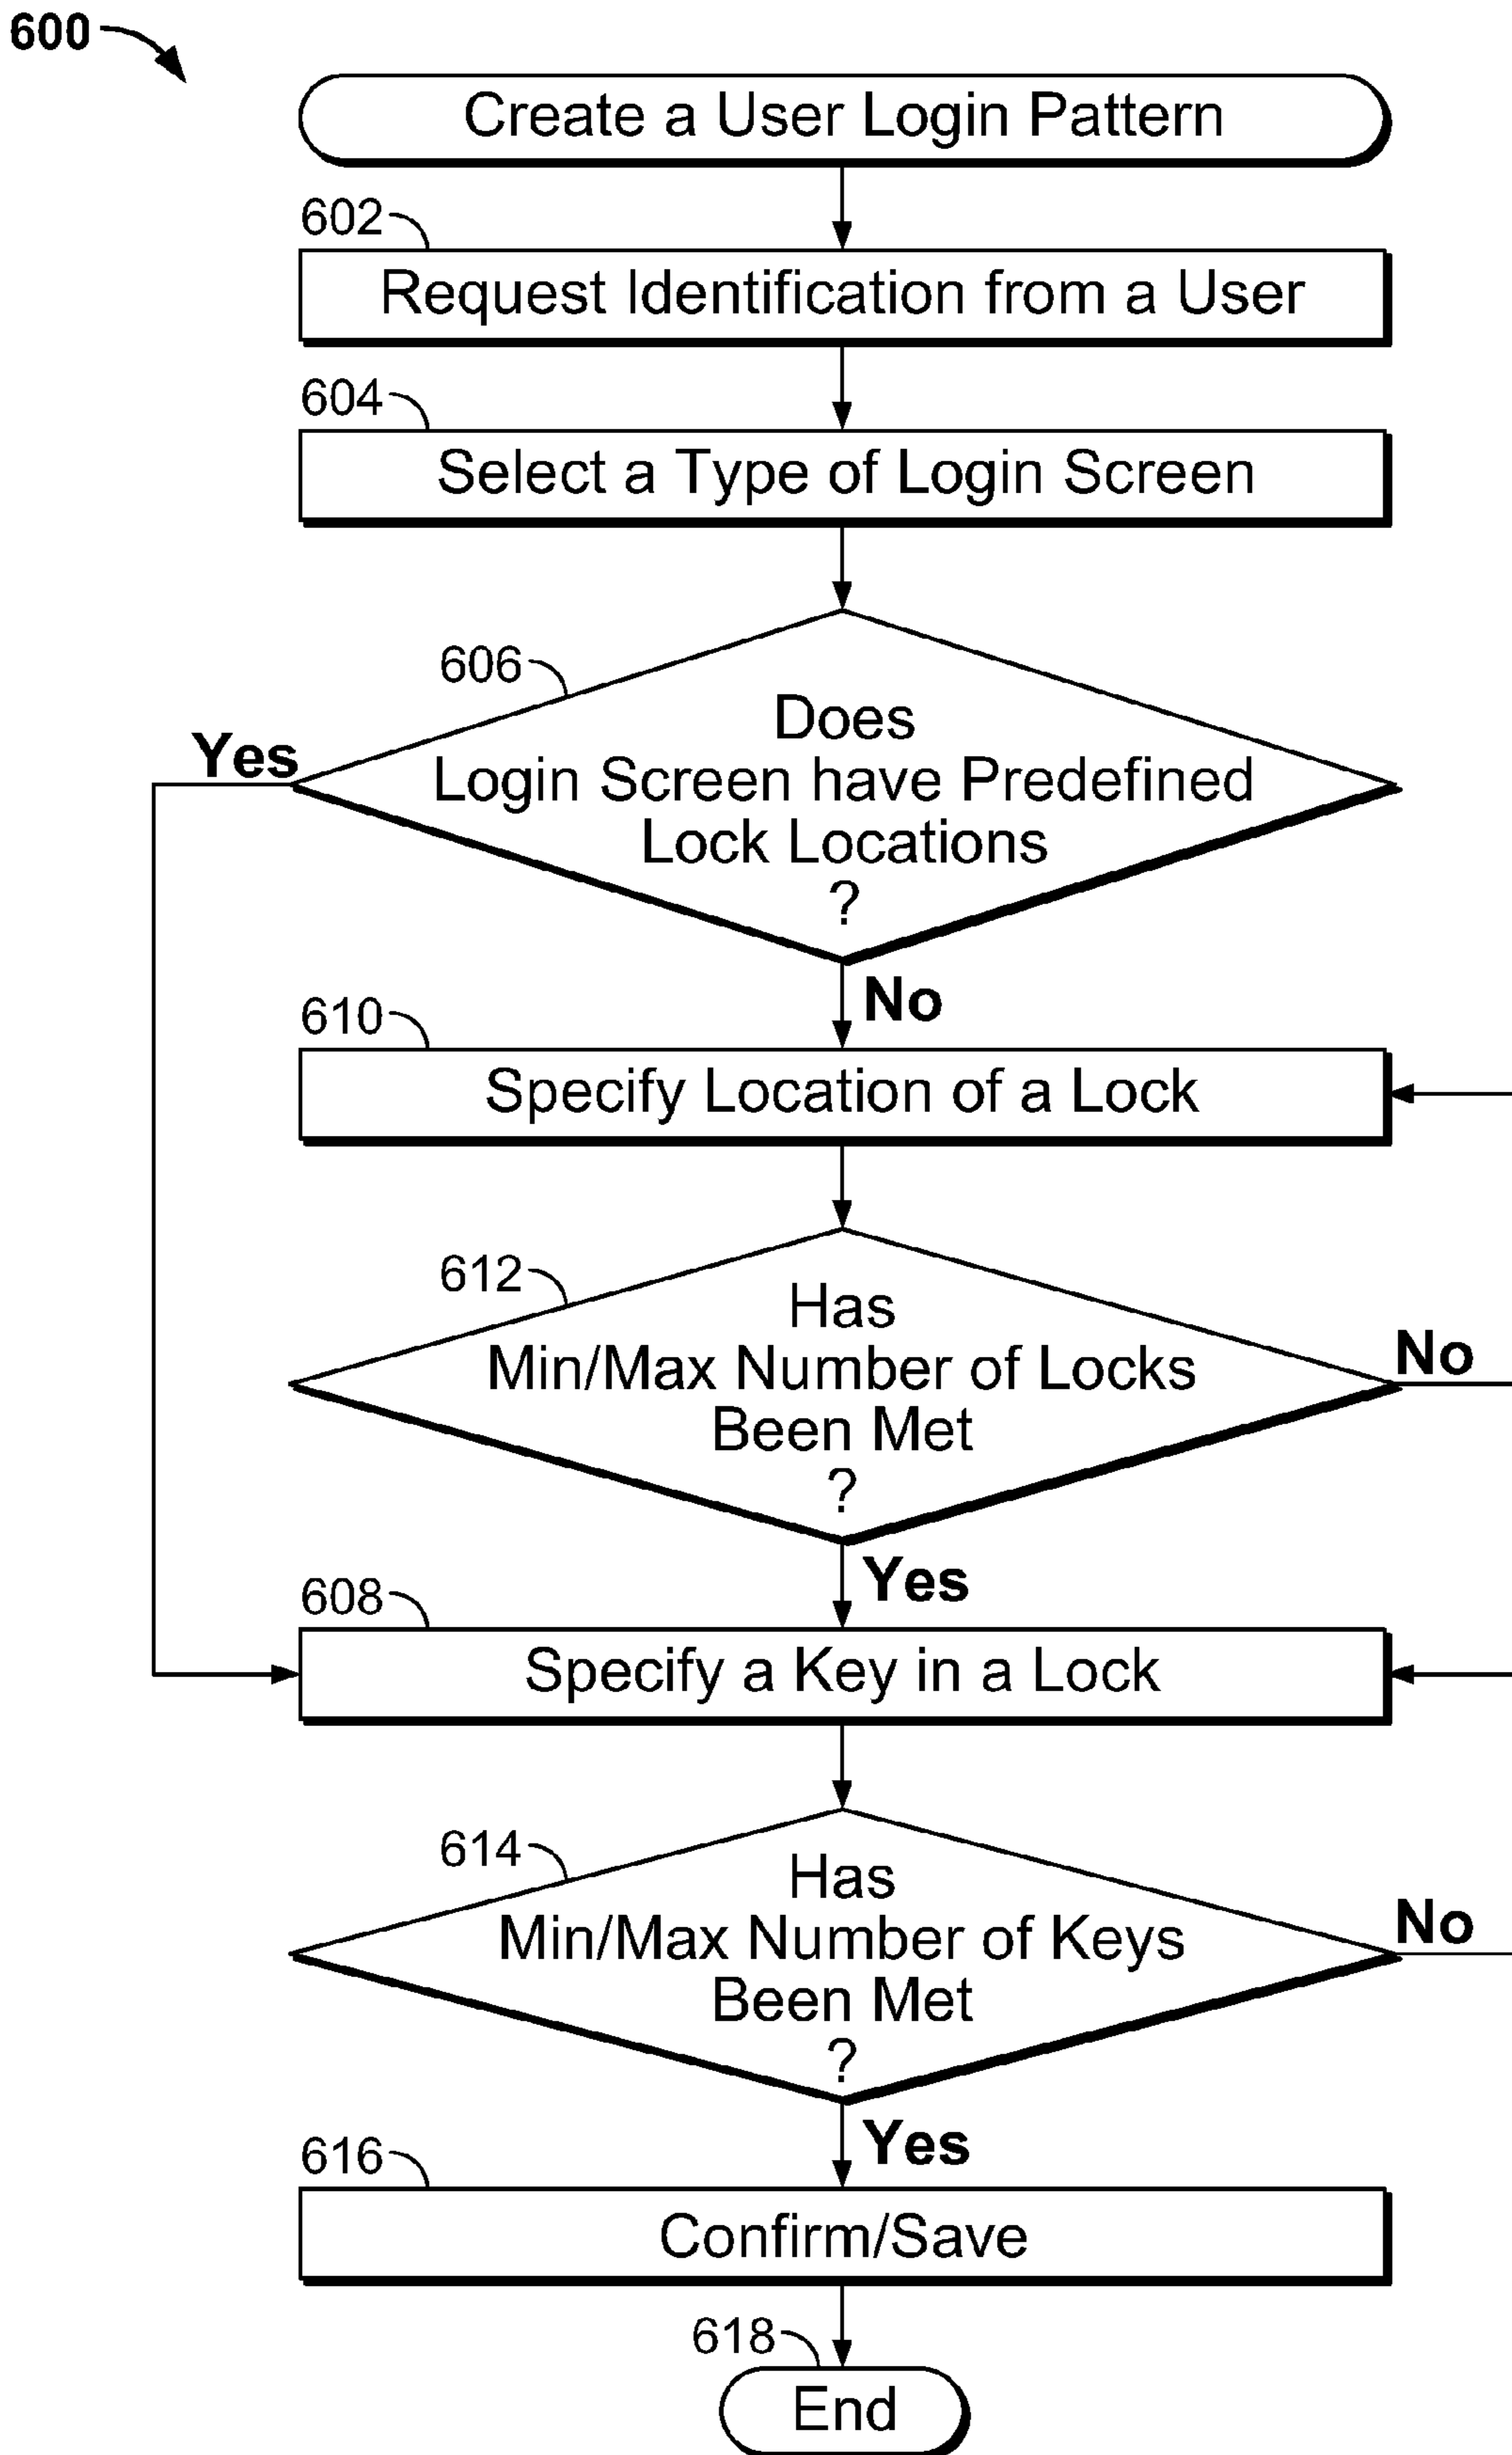 600
Create a User Login Pattern
602
Request Identification from a User
604
Select a Type of Login Screen
606
Does
Login Screen have Predefined
Lock Locations
?
Yes
No
610
Specify Location of a Lock
612
Has
Min/Max Number of Locks
Been Met
?
No
Yes
608
Specify a Key in a Lock
614
Has
Min/Max Number of Keys
Been Met
?
No
Yes
616
Confirm/Save
618
End